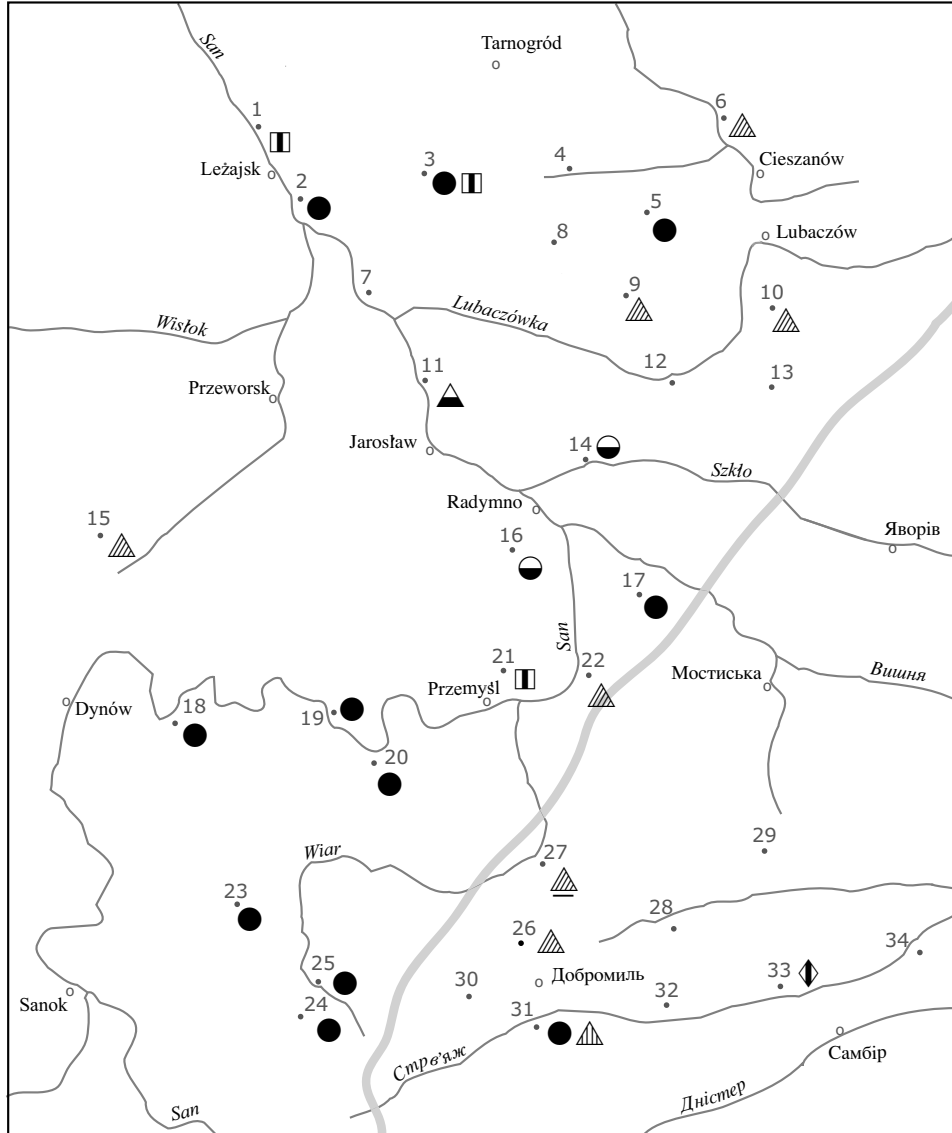 San
Tarnogród
1
6
Leżajsk
3
4
Cieszanów
2
5
8
Lubaczów
7
9
10
Wisłok
Lubaczówka
11
12
13
Przeworsk
Jarosław
14
Szkło
Radymno
15
16
Яворів
17
San
21
22
Przemyśl
Мостиська
Вишня
Dynów
18
19
20
Wiar
27
29
23
26
28
34
25
30
Добромиль
33
Sanok
24
31
32
Стрв’яж
Самбір
San
Дністер